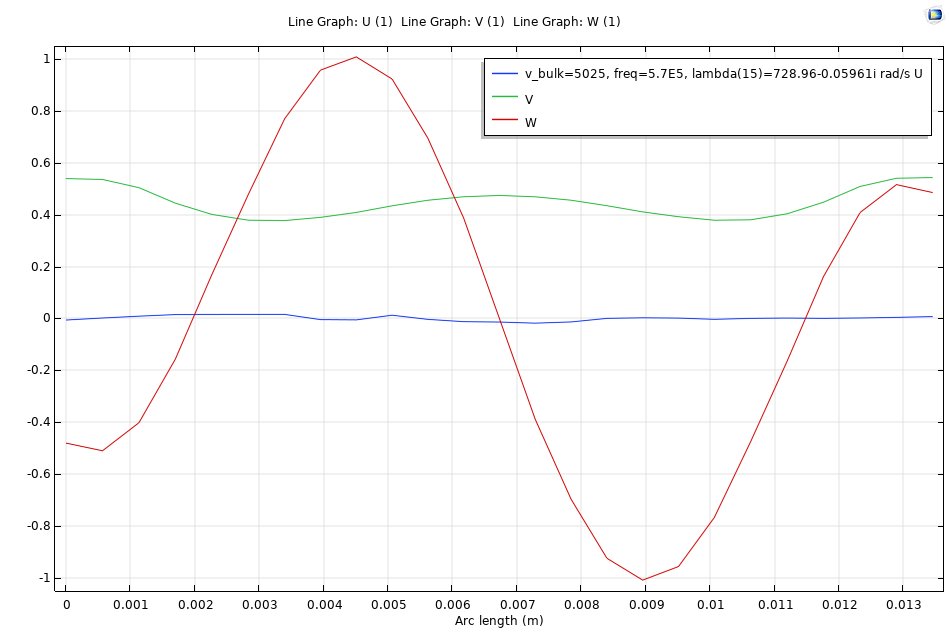 Line Graph: U (1) Line Graph: V (1) Line Graph: W (1)
v_bulk=5025, freq=5.7E5, lambda(15)=728.96-0.05961i rad/s U
V
W
1
0.8
0.6
0.4
0.2
0
-0.2
-0.4
-0.6
-0.8
-1
0 0.001 0.002 0.003 0.004 0.005 0.006 0.007 0.008 0.009 0.01 0.011 0.012 0.013
Arc length (m)